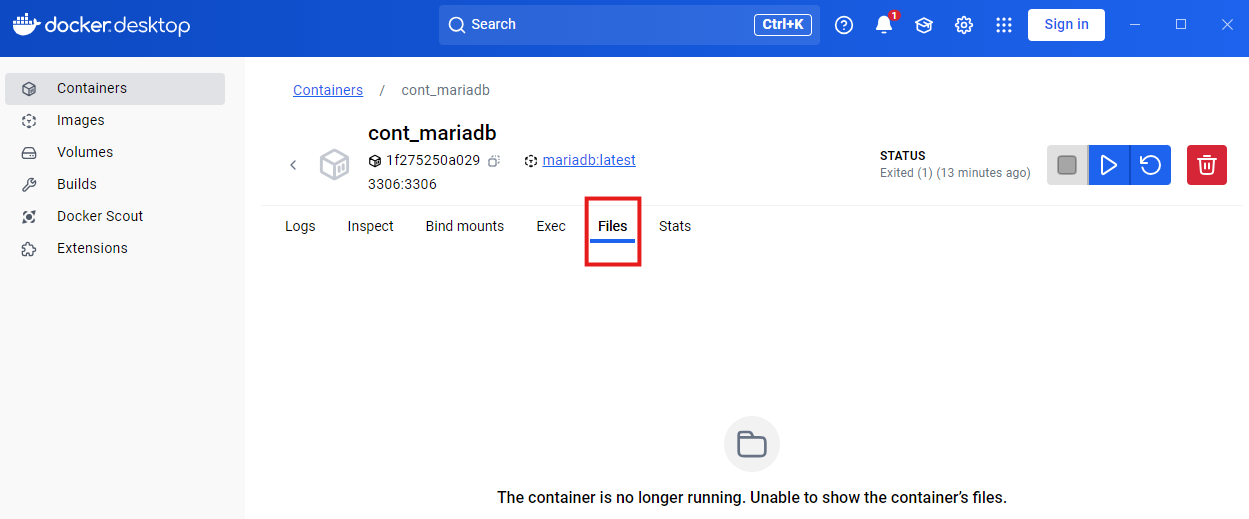 docker.desktop
Search
Ctrl+K
1
Sign in
Containers
Images
Volumes
Builds
Docker Scout
Extensions
Containers / cont_mariadb
cont_mariadb
1f275250a029
mariadb:latest
3306:3306
STATUS
Exited (1) (13 minutes ago)
Logs
Inspect
Bind mounts
Exec
Files
Stats
The container is no longer running. Unable to show the container’s files.